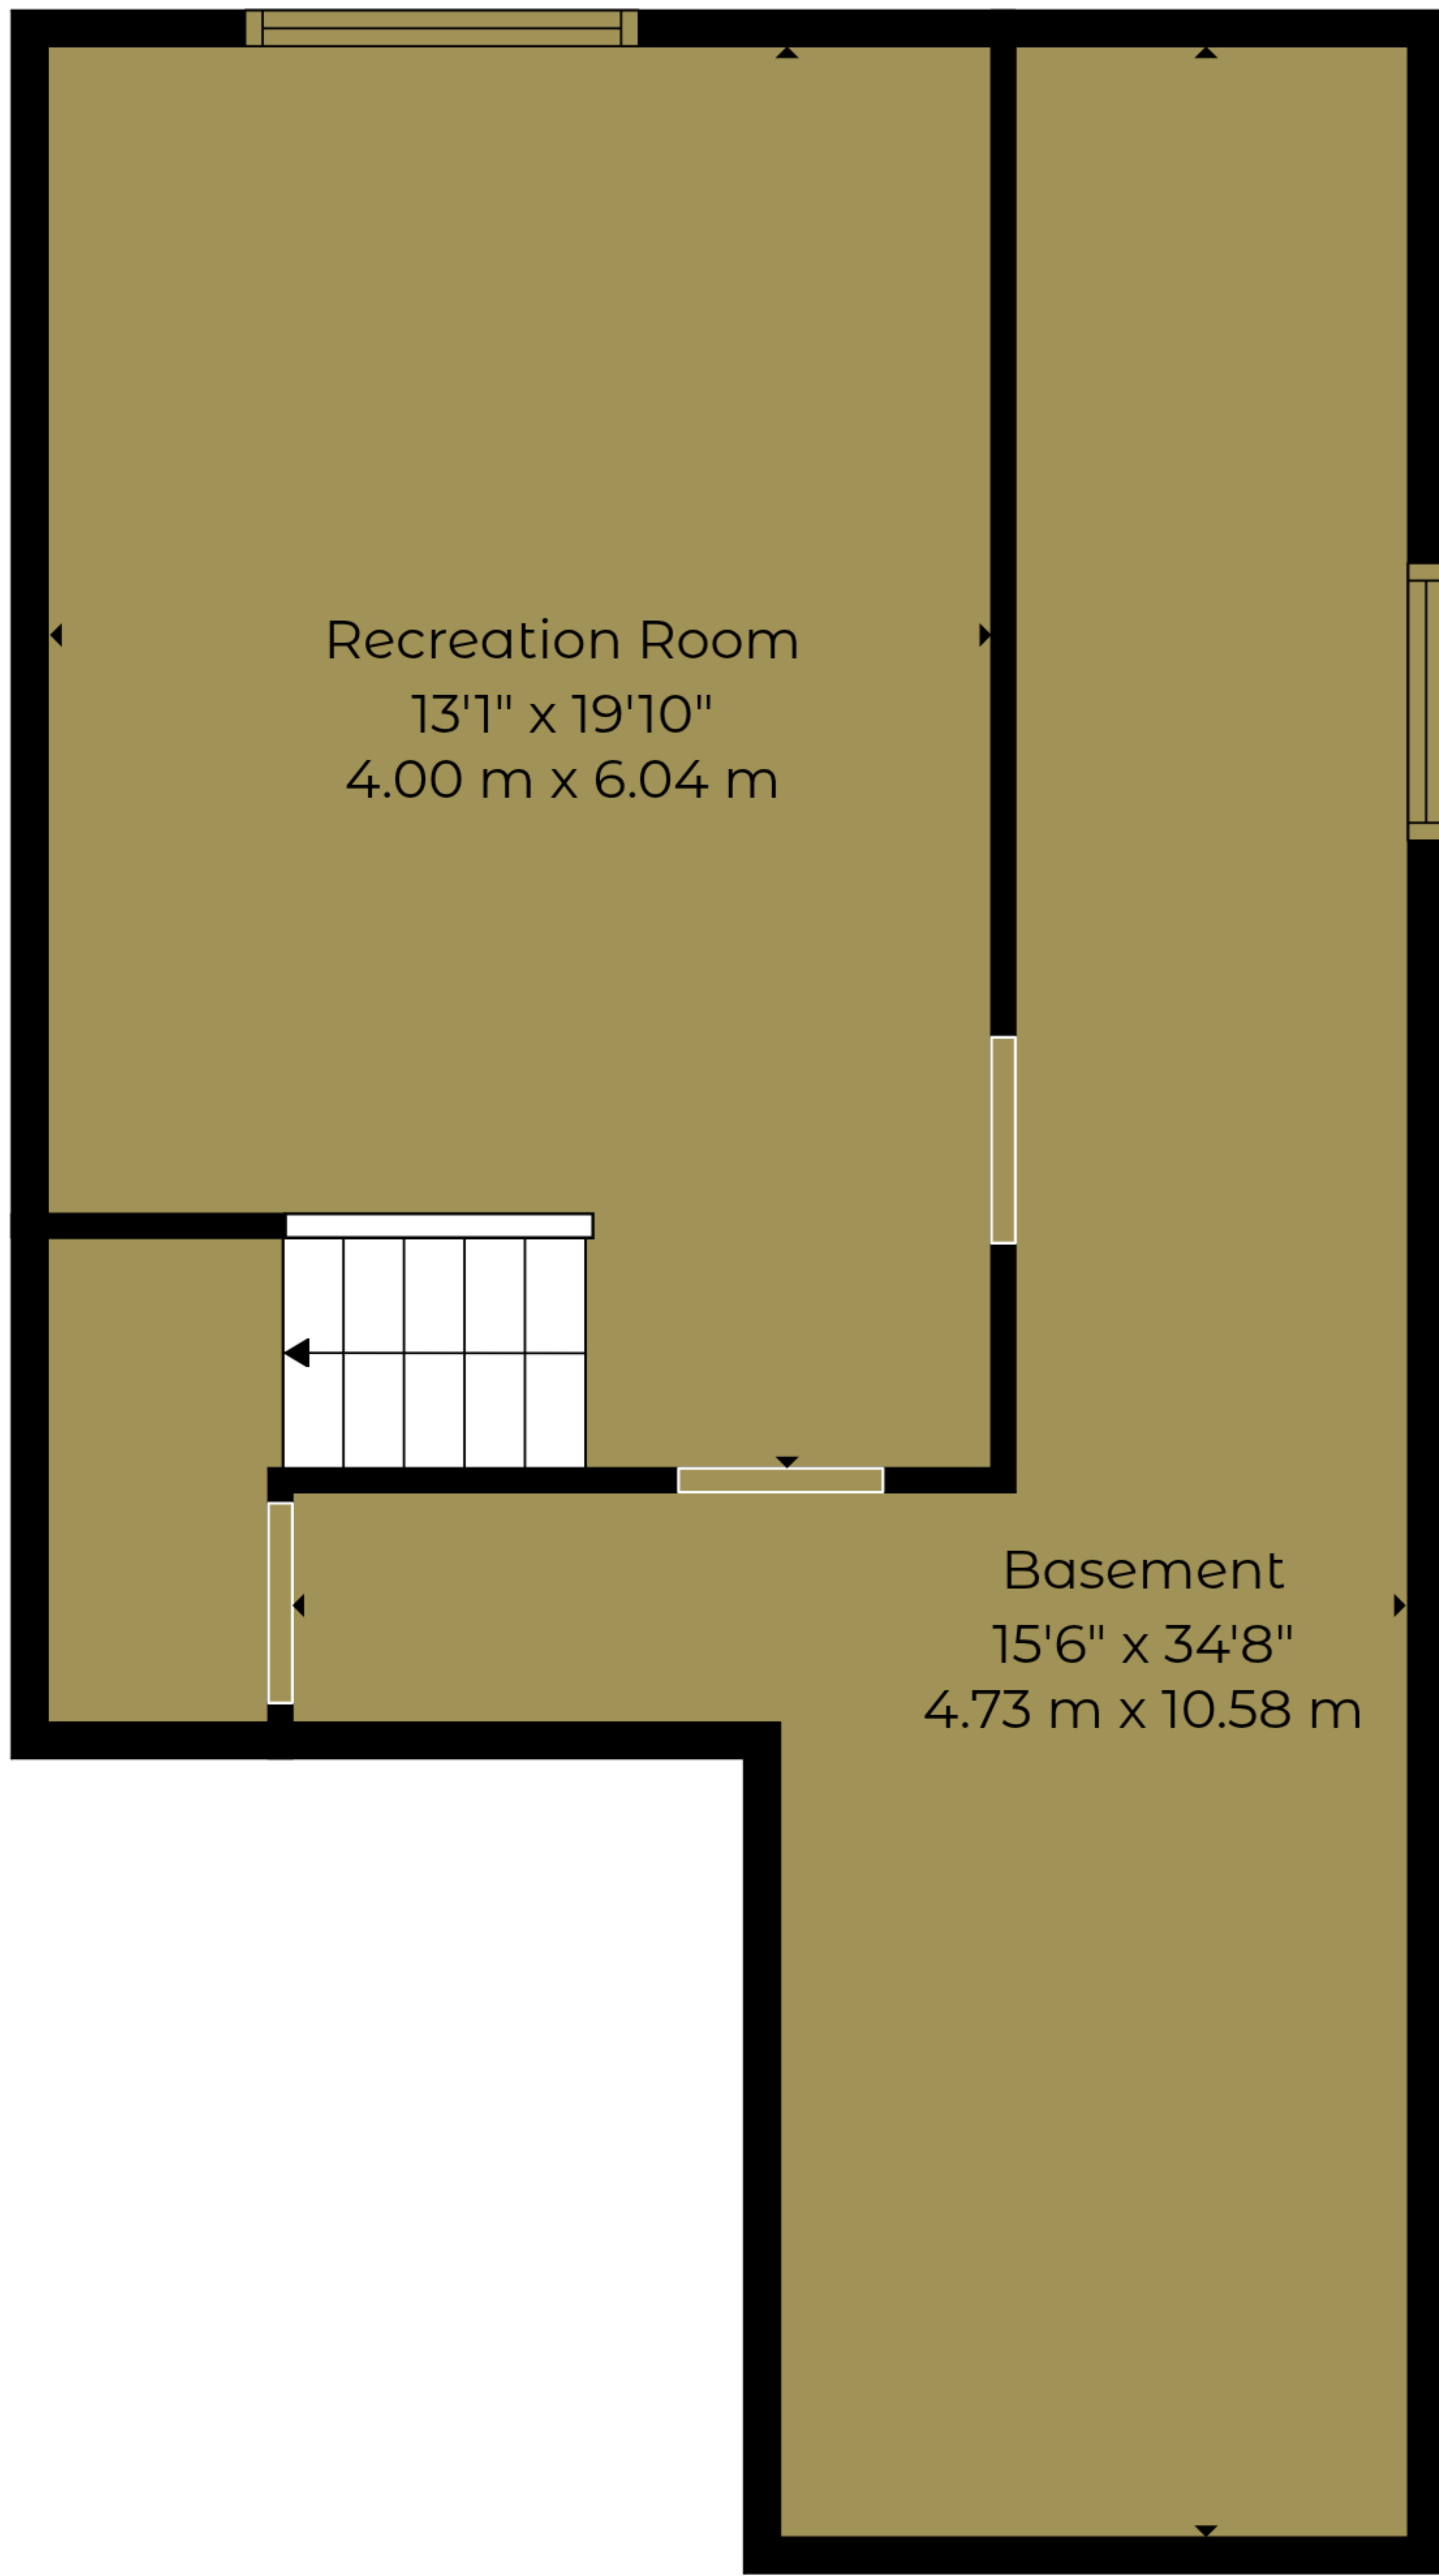 Recreation Room
13'1" x 19'10"
4.00 m x 6.04 m
Basement
15'6" x 34'8"
4.73 m x 10.58 m